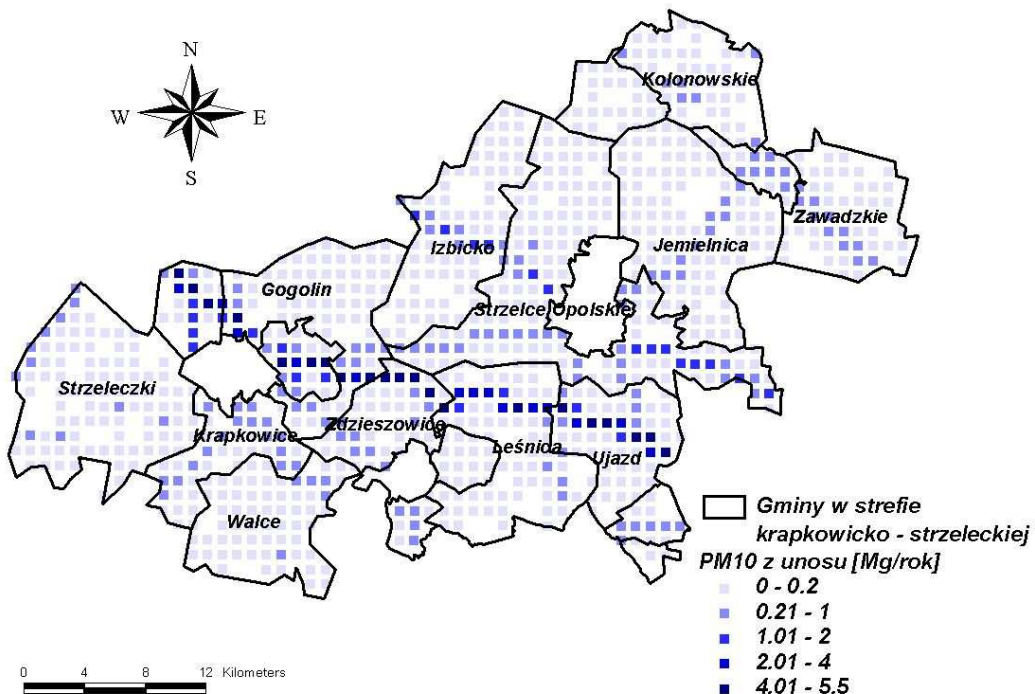 N
W E
S
Kolonowskie
Zawadzkie
Izbicko
Jemielnica
Gogolin
Strzelce Opolskie
Strzeleczki
Krapkowice
Zdzieszowice
Leśnica
Ujazd
Walce
Gminy w strefie
krapkowicko - strzeleckiej
PM10 z unosu [Mg/rok]
0 - 0.2
0.21 - 1
1.01 - 2
2.01 - 4
4.01 - 5.5
0 4 8 12 Kilometers